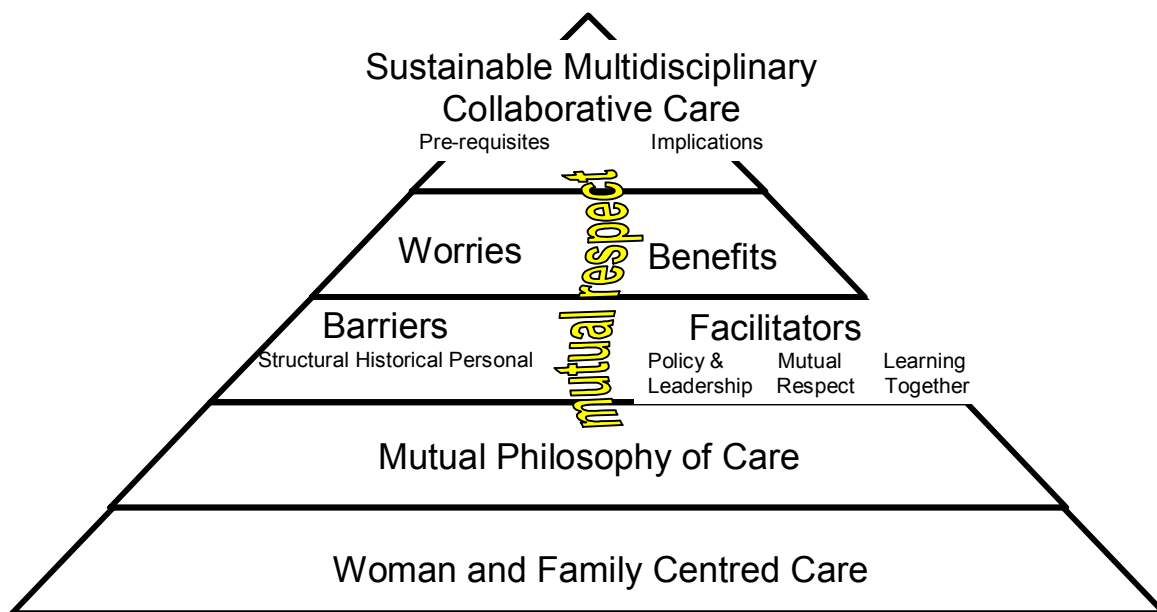 Sustainable Multidisciplinary
Collaborative Care
Pre-requisites Implications
mutual respect
Worries Benefits
Barriers Facilitators
Structural Historical Personal
Policy & Mutual Learning
Leadership Respect Together
Mutual Philosophy of Care
Woman and Family Centred Care